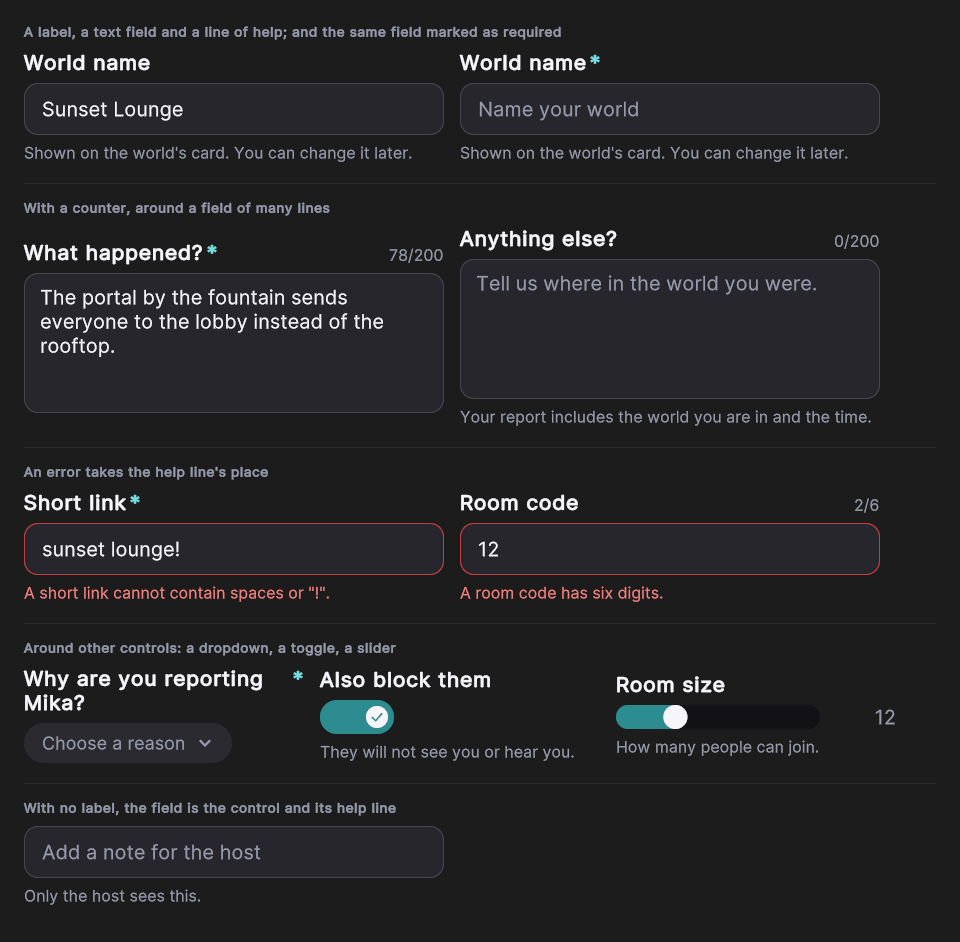 A label, a text field and a line of help; and the same field marked as required
World name
World name*
Sunset Lounge
Name your world
Shown on the world's card. You can change it later.
Shown on the world's card. You can change it later.
With a counter, around a field of many lines
What happened?*
78/200
Anything else?
0/200
The portal by the fountain sends
everyone to the lobby instead of the
rooftop.
Tell us where in the world you were.
Your report includes the world you are in and the time.
An error takes the help line's place
Short link*
Room code
2/6
sunset lounge!
12
A short link cannot contain spaces or "!".
A room code has six digits.
Around other controls: a dropdown, a toggle, a slider
Why are you reporting *
Mika?
Choose a reason
Also block them
They will not see you or hear you.
Room size
12
How many people can join.
With no label, the field is the control and its help line
Add a note for the host
Only the host sees this.